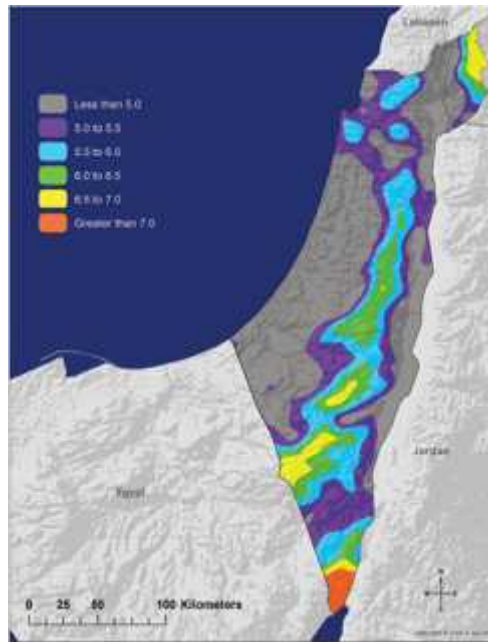 Lebanon
Less than 5.0
5.0 to 5.5
5.5 to 6.0
6.0 to 6.5
6.5 to 7.0
Greater than 7.0
Jordan
Egypt
0 25 50 100 Kilometers